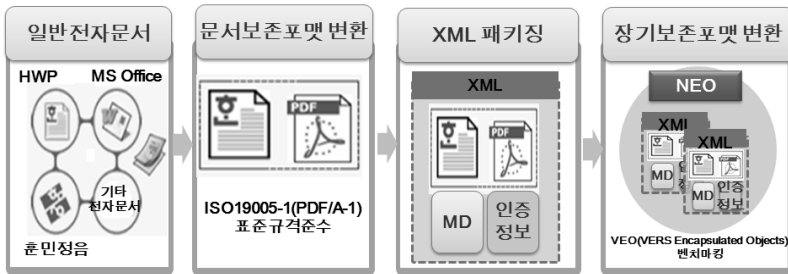 일반전자문서
HWP
MS Office
기타
전자문서
훈민정음
문서보존포맷 변환
PDF
ISO19005-1(PDF/A-1)
표준규격준수
XML 패키징
XML
PDF
MD
인증
정보
장기보존포맷 변환
NEO
XML
MD
XML
MD
인증
정보
VEO(VERS Encapsulated Objects)
벤치마킹